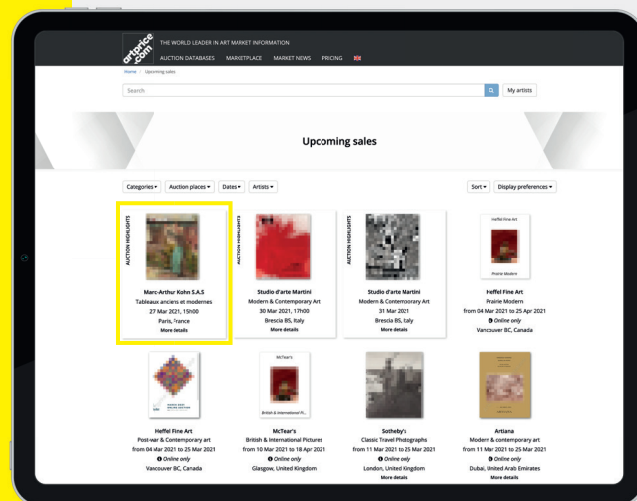 artprice
.com
THE WORLD LEADER IN ART MARKET INFORMATION
AUCTION DATABASES MARKETPLACE MARKET NEWS PRICING
Home / Upcoming sales
Search
My artists
Upcoming sales
Categories Auction places Dates Artists
Sort Display preferences
AUCTION HIGHLIGHTS
Marc-Arthur Kohn S.A.S
Tableaux anciens et modernes
27 Mar 2021, 15h00
Paris, France
More details
AUCTION HIGHLIGHTS
Studio d'arte Martini
Modern & Contemporary Art
30 Mar 2021, 17h00
Brescia BS, Italy
More details
AUCTION HIGHLIGHTS
Studio d'arte Martini
Modern & Contemporary Art
31 Mar 2021
Brescia BS, Italy
More details
Heffel Fine Art
Prairie Modern
Heffel Fine Art
Prairie Modern
from 04 Mar 2021 to 25 Apr 2021
Online only
Vancouver BC, Canada
Heffel Fine Art
Post-war & Contemporary art
from 04 Mar 2021 to 25 Mar 2021
Online only
Vancouver BC, Canada
McTear's
British & International Pi...
McTear's
British & International Pictures
from 10 Mar 2021 to 18 Apr 2021
Online only
Glasgow, United Kingdom
Sotheby's
Classic Travel Photographs
from 11 Mar 2021 to 25 Mar 2021
Online only
London, United Kingdom
More details
Artiana
Modern & contemporary art
from 11 Mar 2021 to 25 Mar 2021
Online only
Dubai, United Arab Emirates
More details